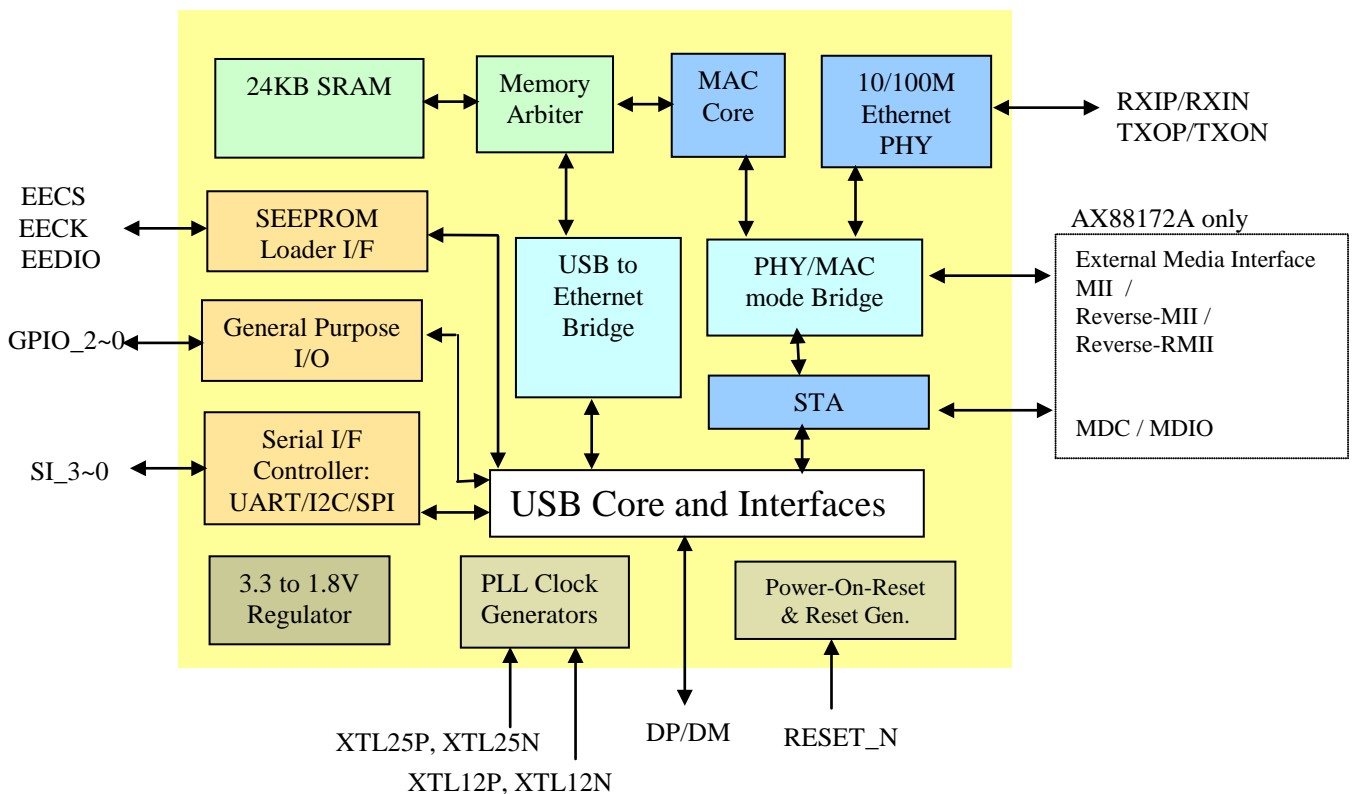 24KB SRAM
Memory
Arbiter
MAC
Core
10/100M
Ethernet
PHY
RXIP/RXIN
TXOP/TXON
EECS
EECK
EEDIO
SEEPROM
Loader I/F
USB to
Ethernet
Bridge
PHY/MAC
mode Bridge
AX88172A only
External Media Interface
MII /
Reverse-MII /
Reverse-RMII
MDC / MDIO
GPIO_2~0
General Purpose
I/O
STA
SI_3~0
Serial I/F
Controller:
UART/I2C/SPI
USB Core and Interfaces
3.3 to 1.8V
Regulator
PLL Clock
Generators
Power-On-Reset
& Reset Gen.
XTL25P, XTL25N
XTL12P, XTL12N
DP/DM
RESET_N